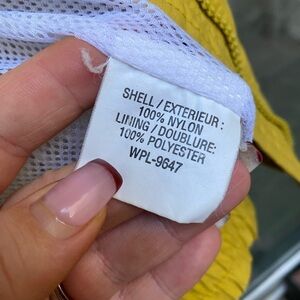 SHELL/EXTERIEUR:
100% NYLON
LINING/DOUBLURE:
100% POLYESTER
WPL-9647